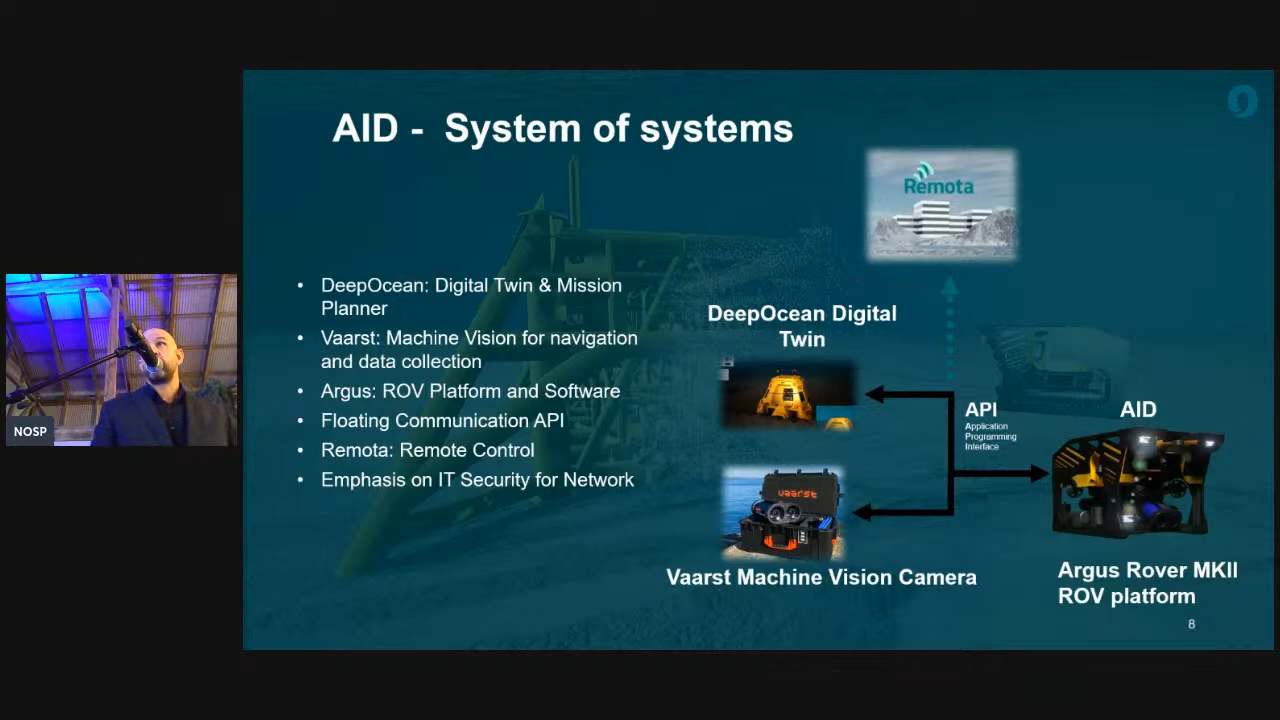 AID - System of systems
Remota
• DeepOcean: Digital Twin & Mission
Planner
• Vaarst: Machine Vision for navigation
and data collection
• Argus: ROV Platform and Software
• Floating Communication API
• Remota: Remote Control
• Emphasis on IT Security for Network
DeepOcean Digital
Twin
API
Application
Programming
Interface
AID
vaarst
Vaarst Machine Vision Camera
Argus Rover MKII
ROV platform
8
NOSP